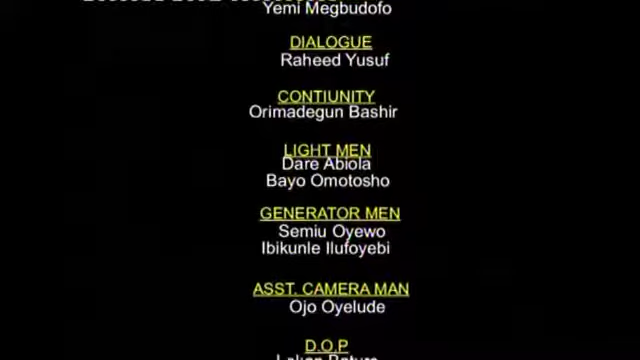 Yemi Megbudofo
DIALOGUE
Raheed Yusuf
CONTIUNITY
Orimadegun Bashir
LIGHT MEN
Dare Abiola
Bayo Omotosho
GENERATOR MEN
Semiu Oyewo
Ibikunle Ilufoyebi
ASST. CAMERA MAN
Ojo Oyelude
D.O.P